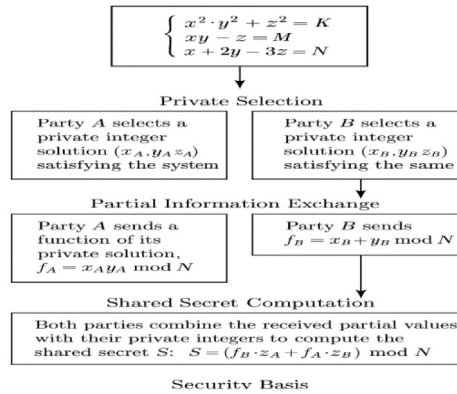 x² · y² + z² = K
xy − z = M
x + 2y − 3z = N
Private Selection
Party A selects a
private integer
solution (x_A, y_A z_A)
satisfying the system
Party B selects a
private integer
solution (x_B, y_B z_B)
satisfying the same
Partial Information Exchange
Party A sends a
function of its
private solution,
f_A = x_A y_A mod N
Party B sends
f_B = x_B + y_B mod N
Shared Secret Computation
Both parties combine the received partial values
with their private integers to compute the
shared secret S: S = (f_B · z_A + f_A · z_B) mod N
Security Basis